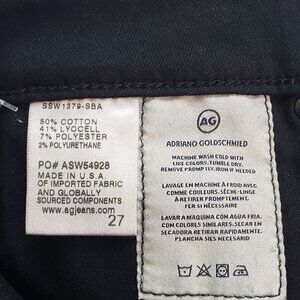 SSW1379-SBA
50% COTTON
41% LYOCELL
7% POLYESTER
2% POLYURETHANE
PO# ASW54928
MADE IN U.S.A.
OF IMPORTED FABRIC
AND GLOBALLY
SOURCED COMPONENTS
www.agjeans.com
27
AG
ADRIANO GOLDSCHMIED
MACHINE WASH COLD WITH
LIKE COLORS. TUMBLE DRY.
REMOVE PROMPTLY. IRON IF NEEDED
LAVAGE EN MACHINE À FROID AVEC
COULEURS SIMILAIRES. SÈCHE-LINGE
À RETIRER PROMPTEMENT.
FER SI NÉCESSAIRE
LAVAR A MAQUINA CON AGUA FRIA.
CON COLORES SIMILARES. SECAR EN
SECADORA RETIRAR RAPIDAMENTE.
PLANCHA SILS NECESARIO